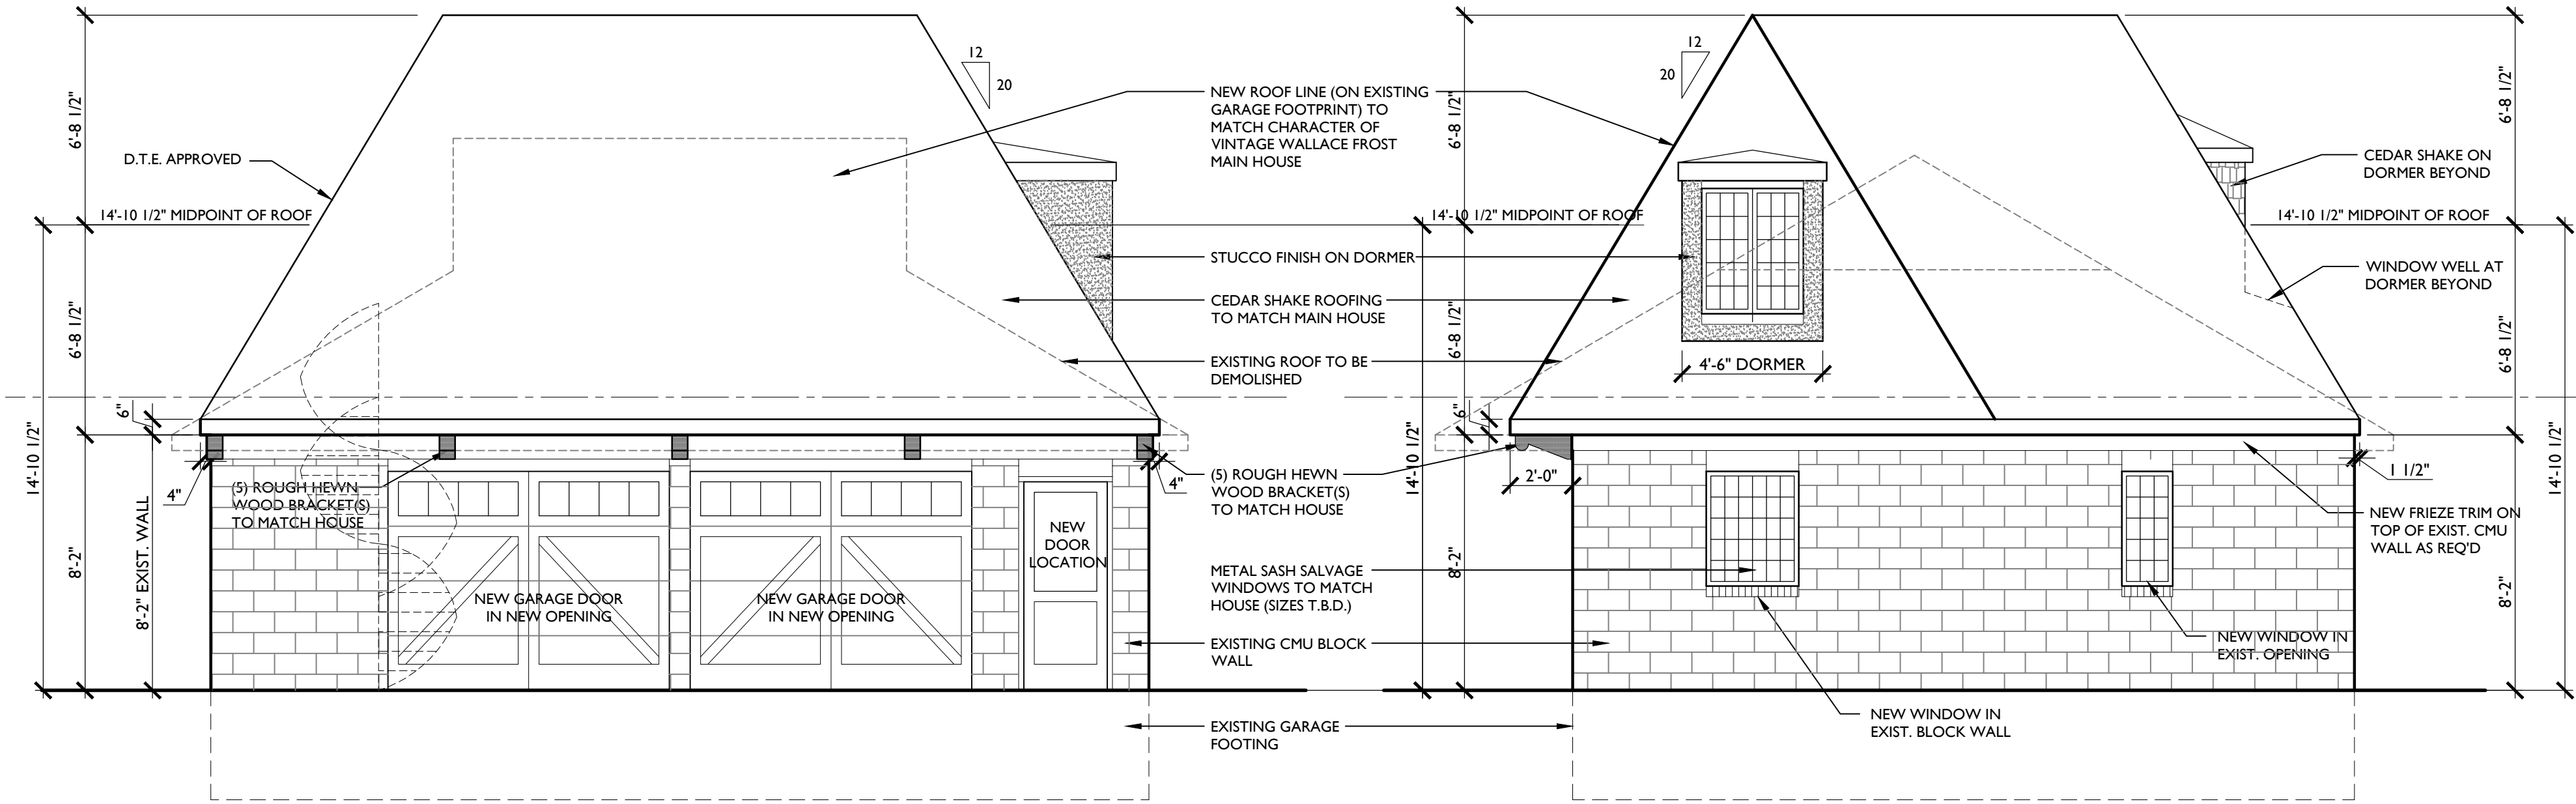 6'-8 1/2"
6'-8 1/2"
8'-2"
14'-10 1/2"
6"
8'-2" EXIST. WALL
4"
D.T.E. APPROVED
14'-10 1/2" MIDPOINT OF ROOF
12
20
(5) ROUGH HEWN
WOOD BRACKET(S)
TO MATCH HOUSE
NEW GARAGE DOOR
IN NEW OPENING
NEW GARAGE DOOR
IN NEW OPENING
NEW
DOOR
LOCATION
4"
NEW ROOF LINE (ON EXISTING
GARAGE FOOTPRINT) TO
MATCH CHARACTER OF
VINTAGE WALLACE FROST
MAIN HOUSE
STUCCO FINISH ON DORMER
CEDAR SHAKE ROOFING
TO MATCH MAIN HOUSE
EXISTING ROOF TO BE
DEMOLISHED
(5) ROUGH HEWN
WOOD BRACKET(S)
TO MATCH HOUSE
METAL SASH SALVAGE
WINDOWS TO MATCH
HOUSE (SIZES T.B.D.)
EXISTING CMU BLOCK
WALL
EXISTING GARAGE
FOOTING
6'-8 1/2"
14'-10 1/2" MIDPOINT OF ROOF
6'-8 1/2"
14'-10 1/2"
8'-2"
6"
2'-0"
12
20
4'-6" DORMER
CEDAR SHAKE ON
DORMER BEYOND
14'-10 1/2" MIDPOINT OF ROOF
WINDOW WELL AT
DORMER BEYOND
1 1/2"
NEW FRIEZE TRIM ON
TOP OF EXIST. CMU
WALL AS REQ'D
NEW WINDOW IN
EXIST. OPENING
NEW WINDOW IN
EXIST. BLOCK WALL
6'-8 1/2"
6'-8 1/2"
8'-2"
14'-10 1/2"